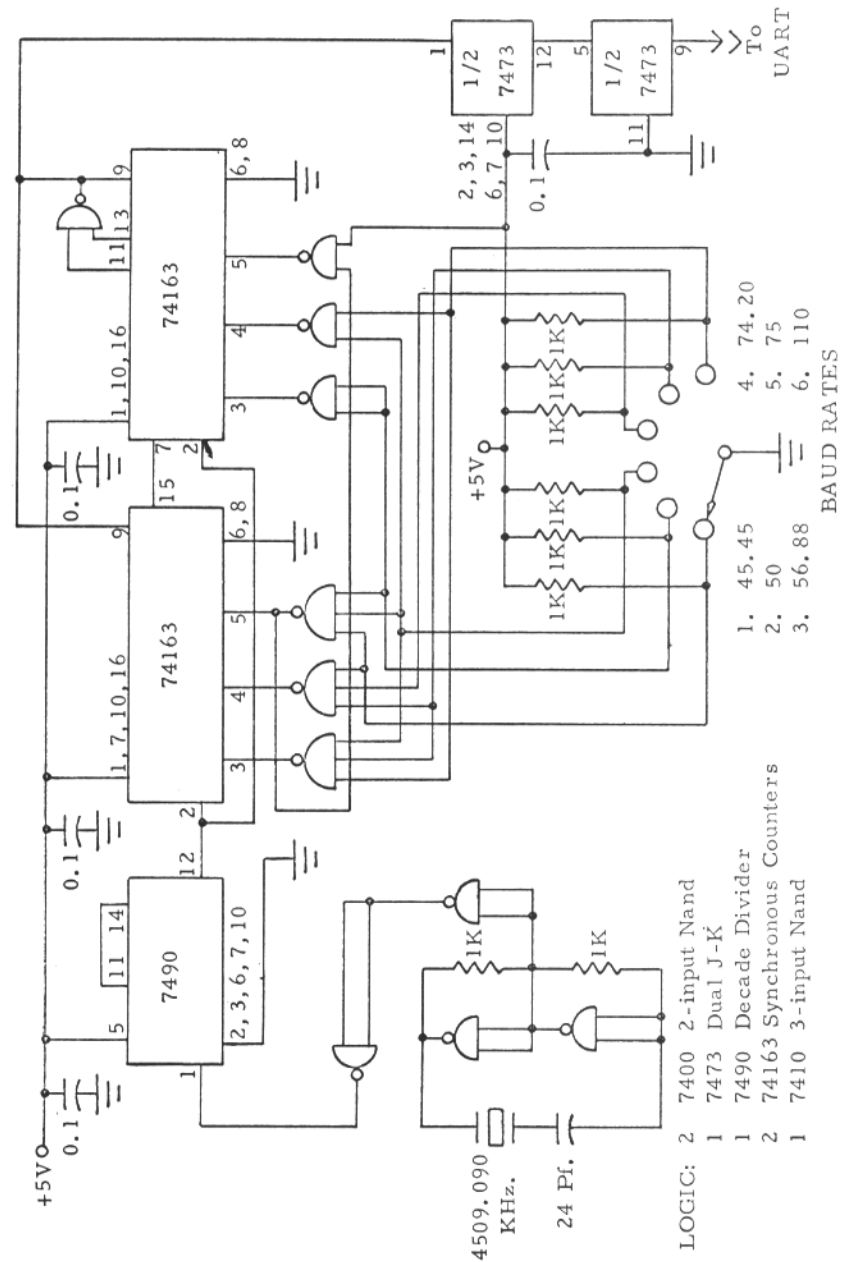 +5V
0.1
0.1
0.1
5
11 14
7490
1
12
2,3,6,7,10
1,7,10,16
9
74163
2
15
3
4
5
6,8
1,10,16
11
13
9
74163
7
2
3
4
5
6,8
1
1/2
7473
12
2,3,14
6,7
10
0.1
5
1/2
7473
11
9
To
UART
+5V
1K
1K
1K
1K
1K
1K
1K
1K
4509.090
KHz.
24 Pf.
1. 45.45
2. 50
3. 56.88
4. 74.20
5. 75
6. 110
BAUD RATES
LOGIC: 2 7400 2-input Nand
1 7473 Dual J-K
1 7490 Decade Divider
2 74163 Synchronous Counters
1 7410 3-input Nand